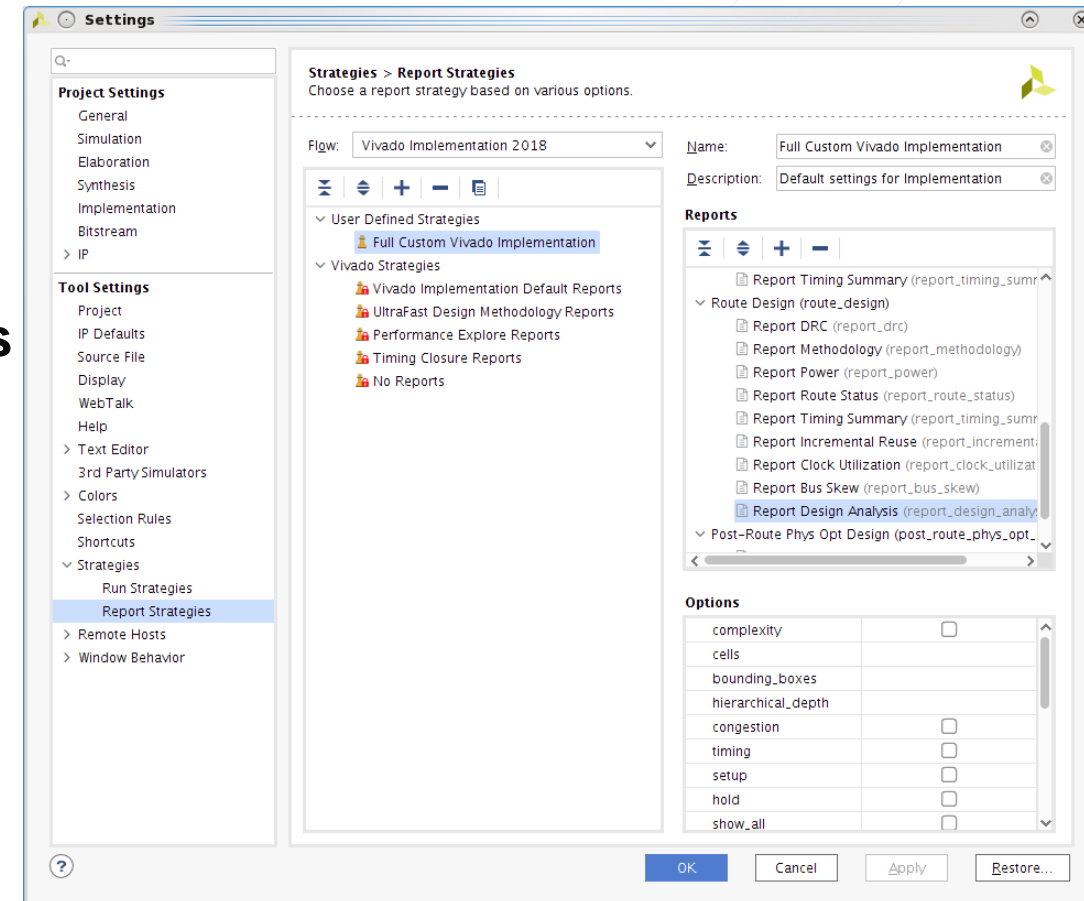 Settings
Q-
Project Settings
General
Simulation
Elaboration
Synthesis
Implementation
Bitstream
> IP
Tool Settings
Project
IP Defaults
Source File
Display
WebTalk
Help
> Text Editor
3rd Party Simulators
> Colors
Selection Rules
Shortcuts
Strategies
Run Strategies
Report Strategies
> Remote Hosts
> Window Behavior
s
Strategies > Report Strategies
Choose a report strategy based on various options.
Flow: Vivado Implementation 2018
User Defined Strategies
Full Custom Vivado Implementation
Vivado Strategies
Vivado Implementation Default Reports
UltraFast Design Methodology Reports
Performance Explore Reports
Timing Closure Reports
No Reports
Name: Full Custom Vivado Implementation
Description: Default settings for Implementation
Reports
Report Timing Summary (report_timing_summ
Route Design (route_design)
Report DRC (report_drc)
Report Methodology (report_methodology)
Report Power (report_power)
Report Route Status (report_route_status)
Report Timing Summary (report_timing_summ
Report Incremental Reuse (report_incrementa
Report Clock Utilization (report_clock_utilizat
Report Bus Skew (report_bus_skew)
Report Design Analysis (report_design_analy
Post-Route Phys Opt Design (post_route_phys_opt_
Options
complexity
cells
bounding_boxes
hierarchical_depth
congestion
timing
setup
hold
show_all
?
OK
Cancel
Apply
Restore...